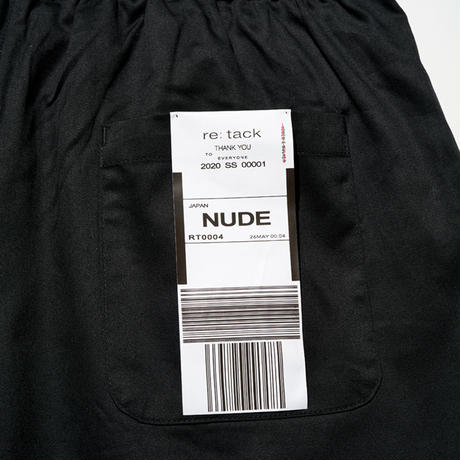 re: tack
THANK YOU
TO EVERYONE
2020 SS 00001
JAPAN
NUDE
RT0004 26MAY 00:04